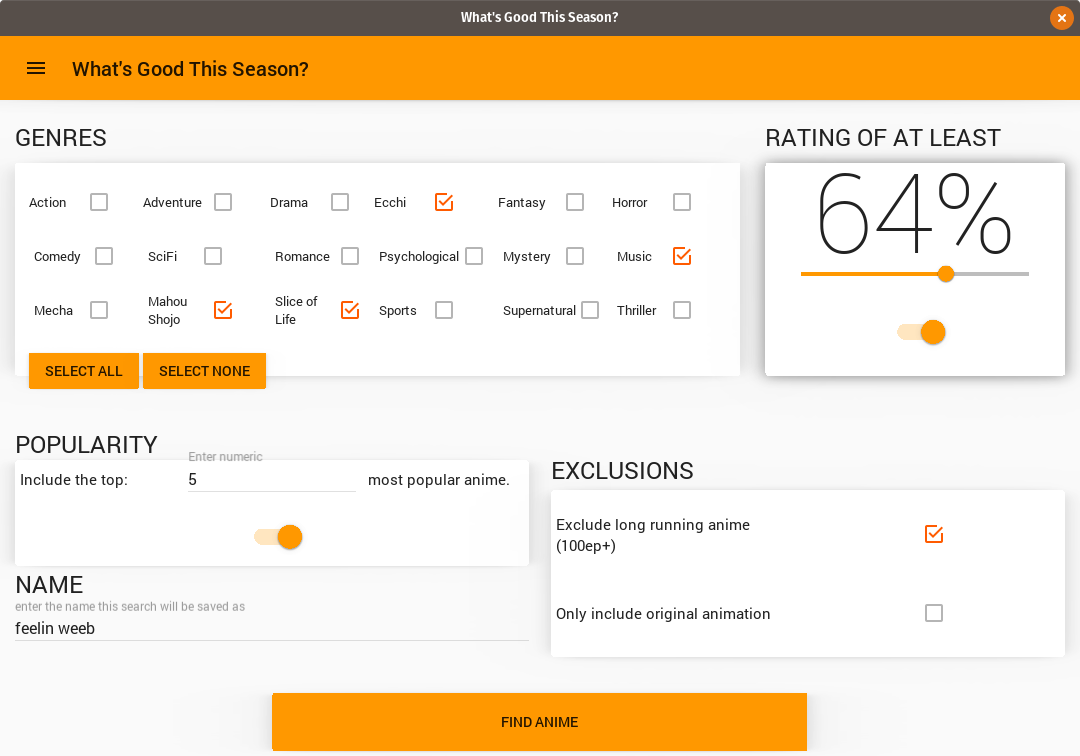 What's Good This Season?
What's Good This Season?
GENRES
Action Adventure Drama Ecchi Fantasy Horror
Comedy SciFi Romance Psychological Mystery Music
Mecha Mahou Shojo Slice of Life Sports Supernatural Thriller
SELECT ALL SELECT NONE
RATING OF AT LEAST
64%
POPULARITY
Enter numeric
Include the top: 5 most popular anime.
NAME
enter the name this search will be saved as
feelin weeb
EXCLUSIONS
Exclude long running anime
(100ep+)
Only include original animation
FIND ANIME